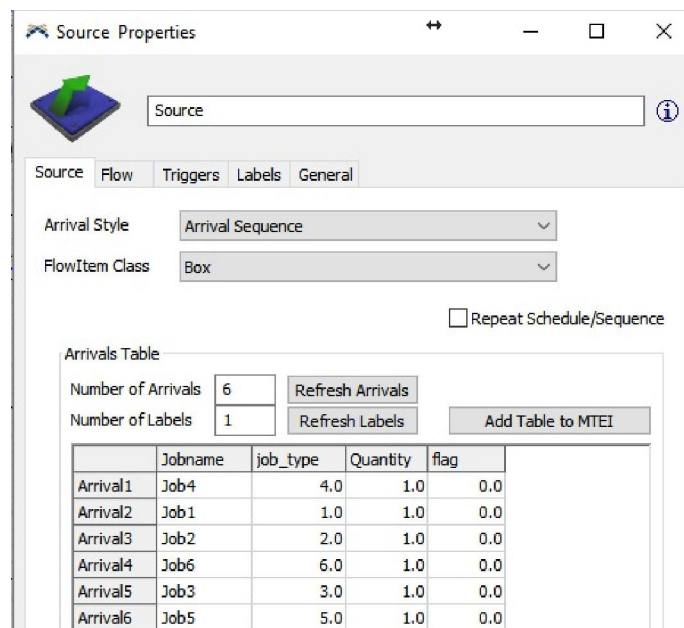 Source Properties
Source
Source Flow Triggers Labels General
Arrival Style Arrival Sequence
FlowItem Class Box
Repeat Schedule/Sequence
Arrivals Table
Number of Arrivals 6 Refresh Arrivals
Number of Labels 1 Refresh Labels Add Table to MTEI
Jobname job_type Quantity flag
Arrival1 Job4 4.0 1.0 0.0
Arrival2 Job1 1.0 1.0 0.0
Arrival3 Job2 2.0 1.0 0.0
Arrival4 Job6 6.0 1.0 0.0
Arrival5 Job3 3.0 1.0 0.0
Arrival6 Job5 5.0 1.0 0.0